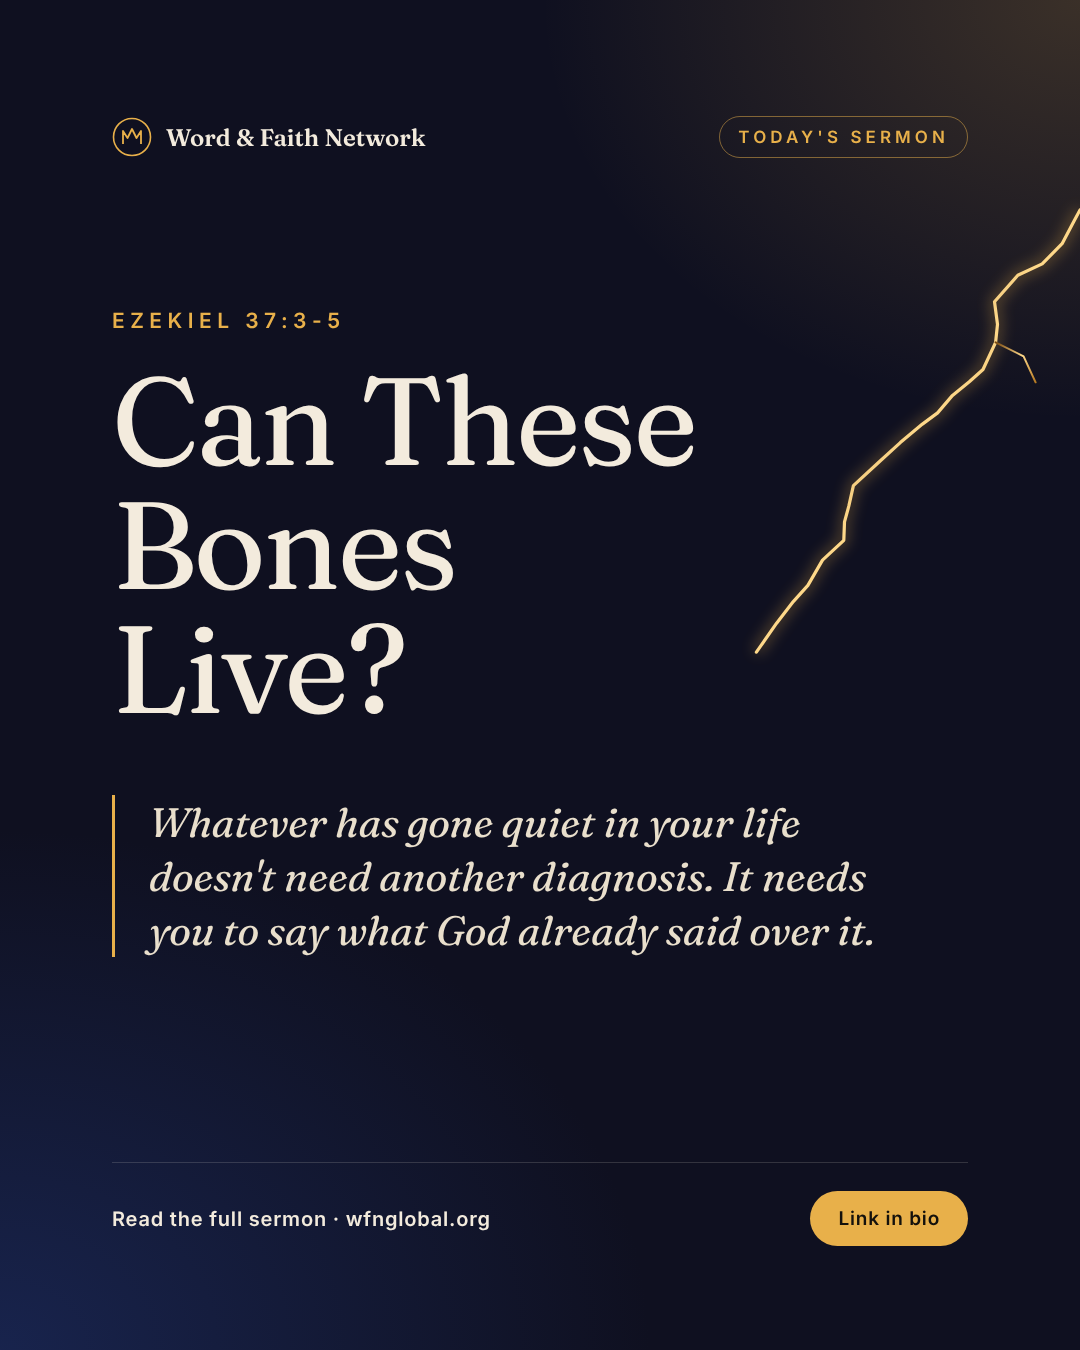 Word & Faith Network
TODAY'S SERMON
EZEKIEL 37:3-5
Can These
Bones
Live?
Whatever has gone quiet in your life
doesn't need another diagnosis. It needs
you to say what God already said over it.
Read the full sermon · wfnglobal.org
Link in bio